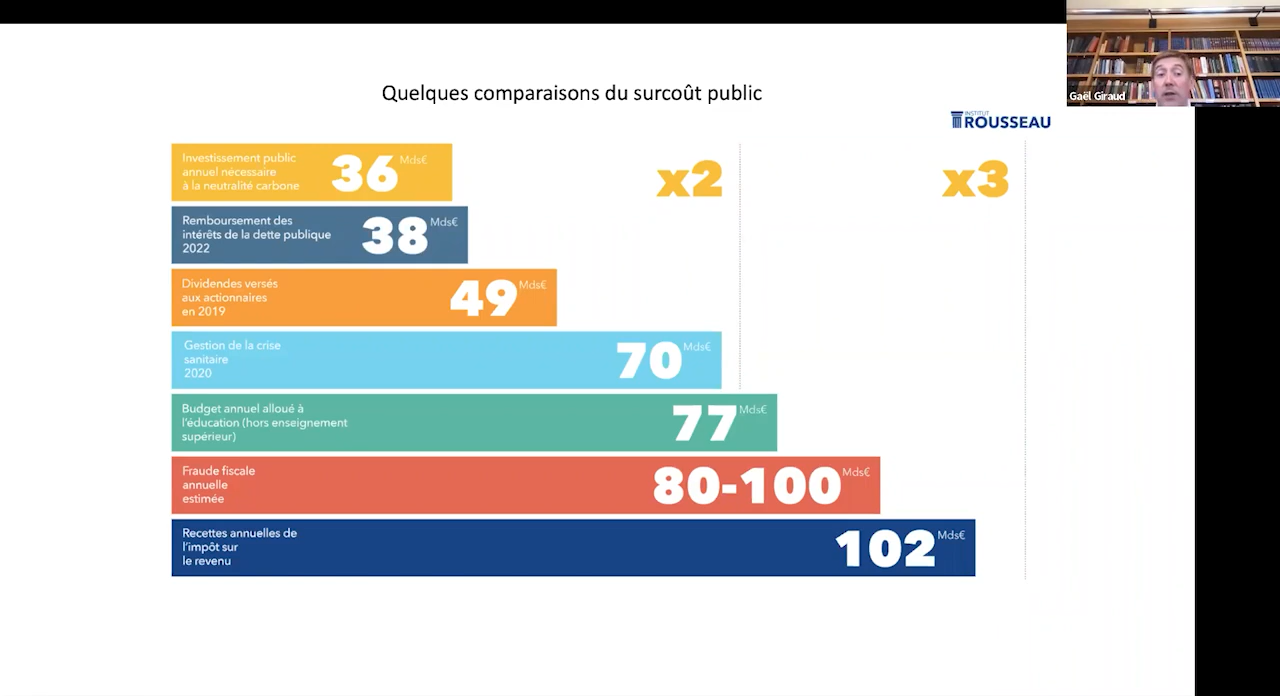 Gaël Giraud
Quelques comparaisons du surcoût public
INSTITUT
ROUSSEAU
Investissement public
annuel nécessaire
à la neutralité carbone
36 Mds€
x2
x3
Remboursement des
intérêts de la dette publique
2022
38 Mds€
Dividendes versés
aux actionnaires
en 2019
49 Mds€
Gestion de la crise
sanitaire
2020
70 Mds€
Budget annuel alloué à
l'éducation (hors enseignement
supérieur)
77 Mds€
Fraude fiscale
annuelle
estimée
80-100 Mds€
Recettes annuelles de
l'impôt sur
le revenu
102 Mds€